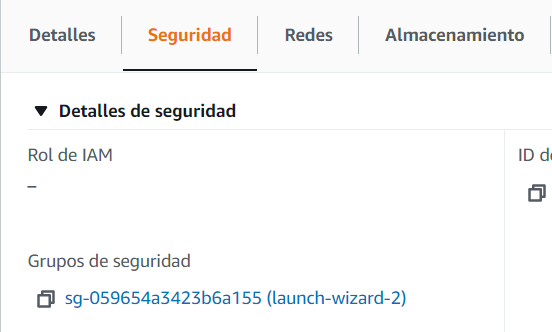 Detalles
Seguridad
Redes
Almacenamiento
Detalles de seguridad
Rol de IAM
ID
–
Grupos de seguridad
sg-059654a3423b6a155 (launch-wizard-2)